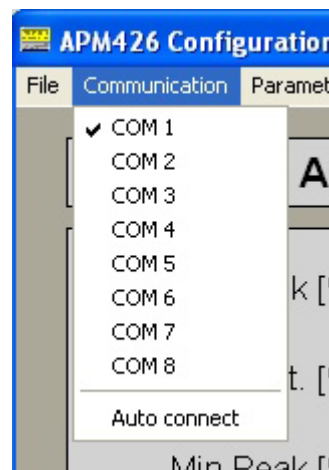 APM426 Configuration
File Communication
COM 1
COM 2
COM 3
COM 4
COM 5
COM 6
COM 7
COM 8
Auto connect
Min Peak [